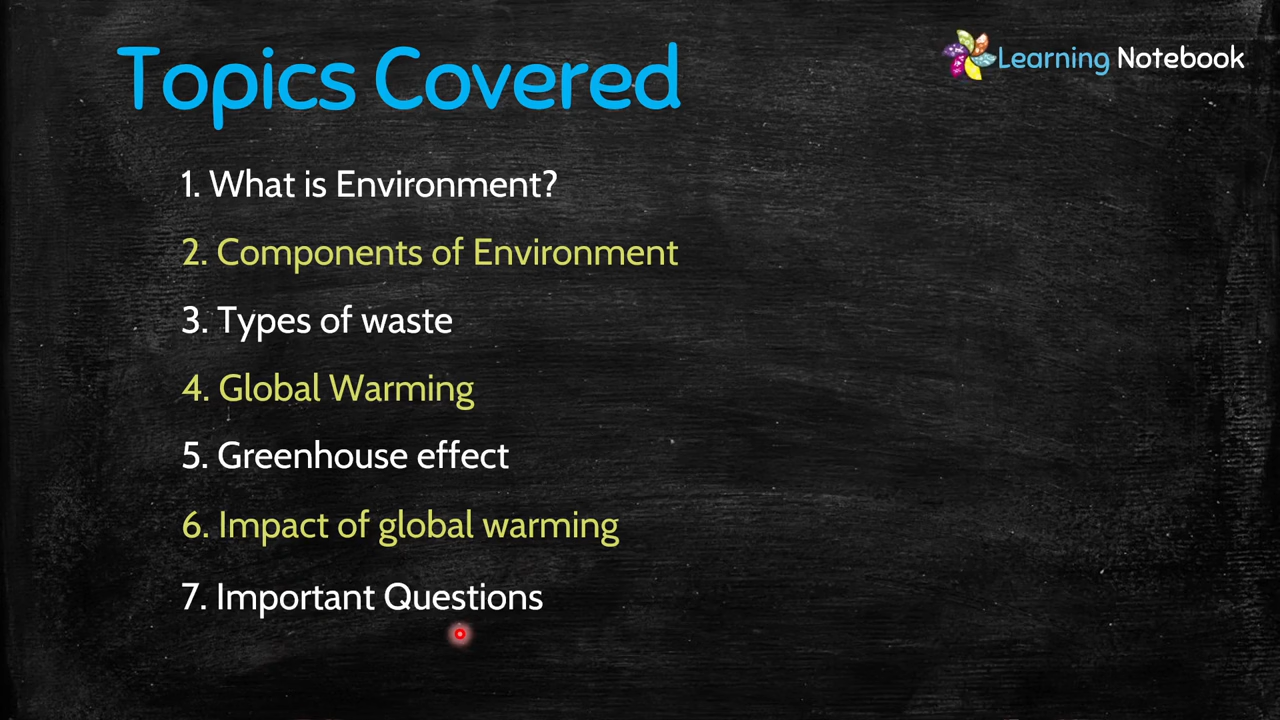 Topics Covered
Learning Notebook
1. What is Environment?
2. Components of Environment
3. Types of waste
4. Global Warming
5. Greenhouse effect
6. Impact of global warming
7. Important Questions